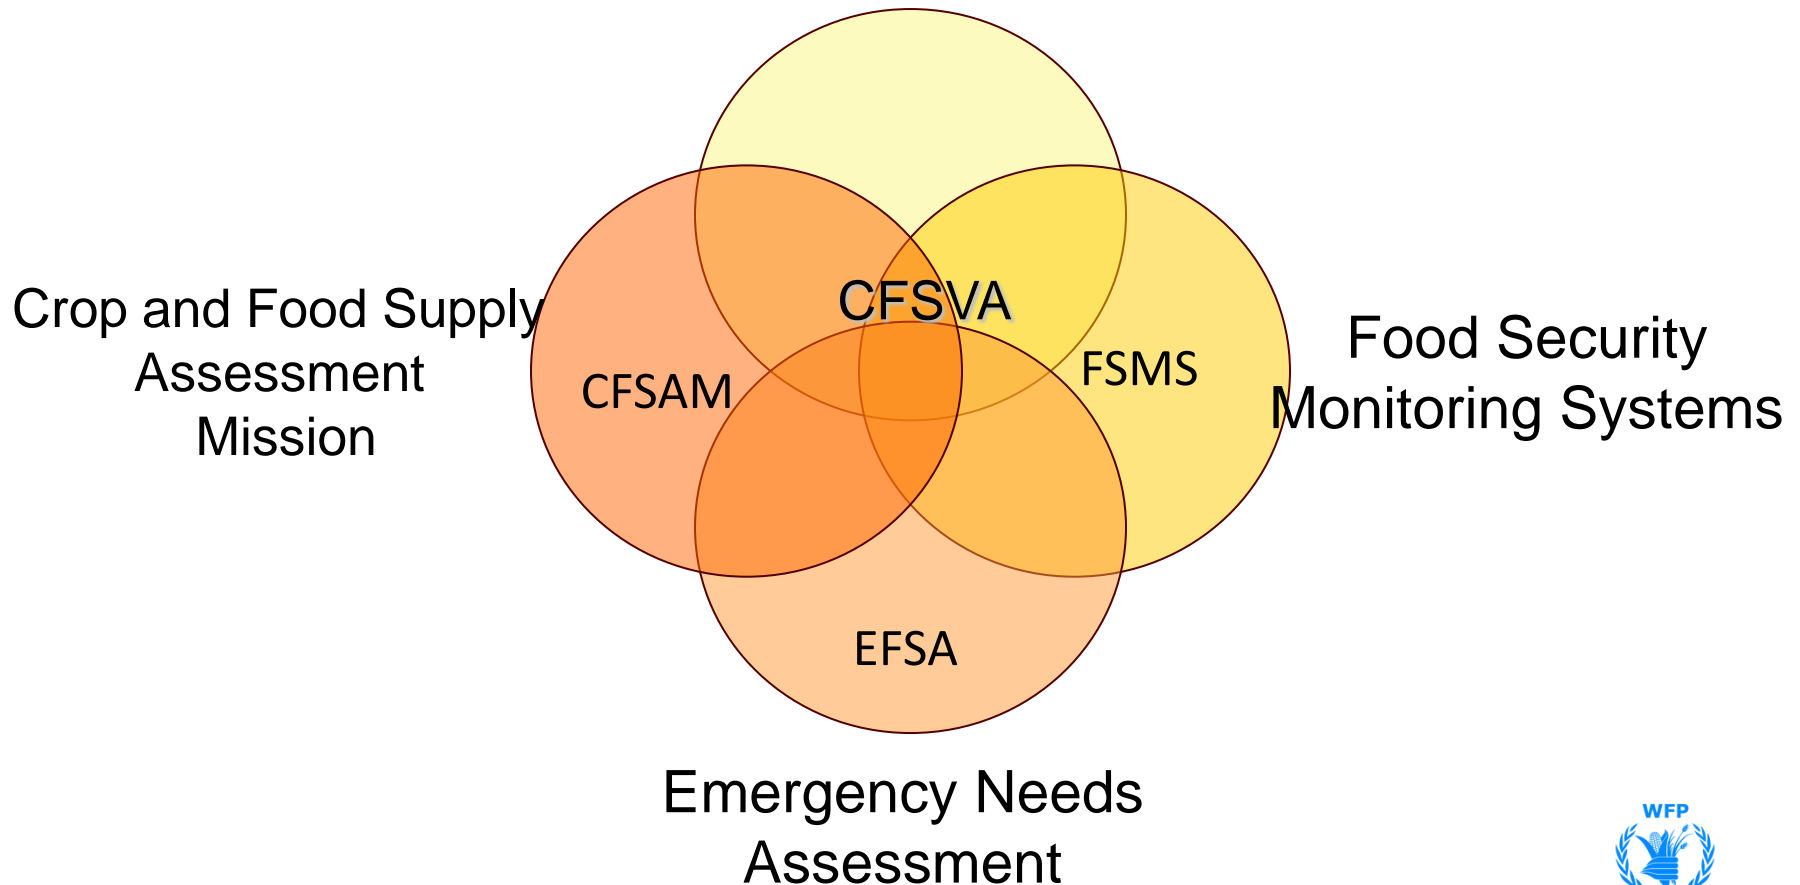 CFSVA
Crop and Food Supply
Assessment
Mission
CFSAM
FSMS
Food Security
Monitoring Systems
EFSA
Emergency Needs
Assessment
WFP